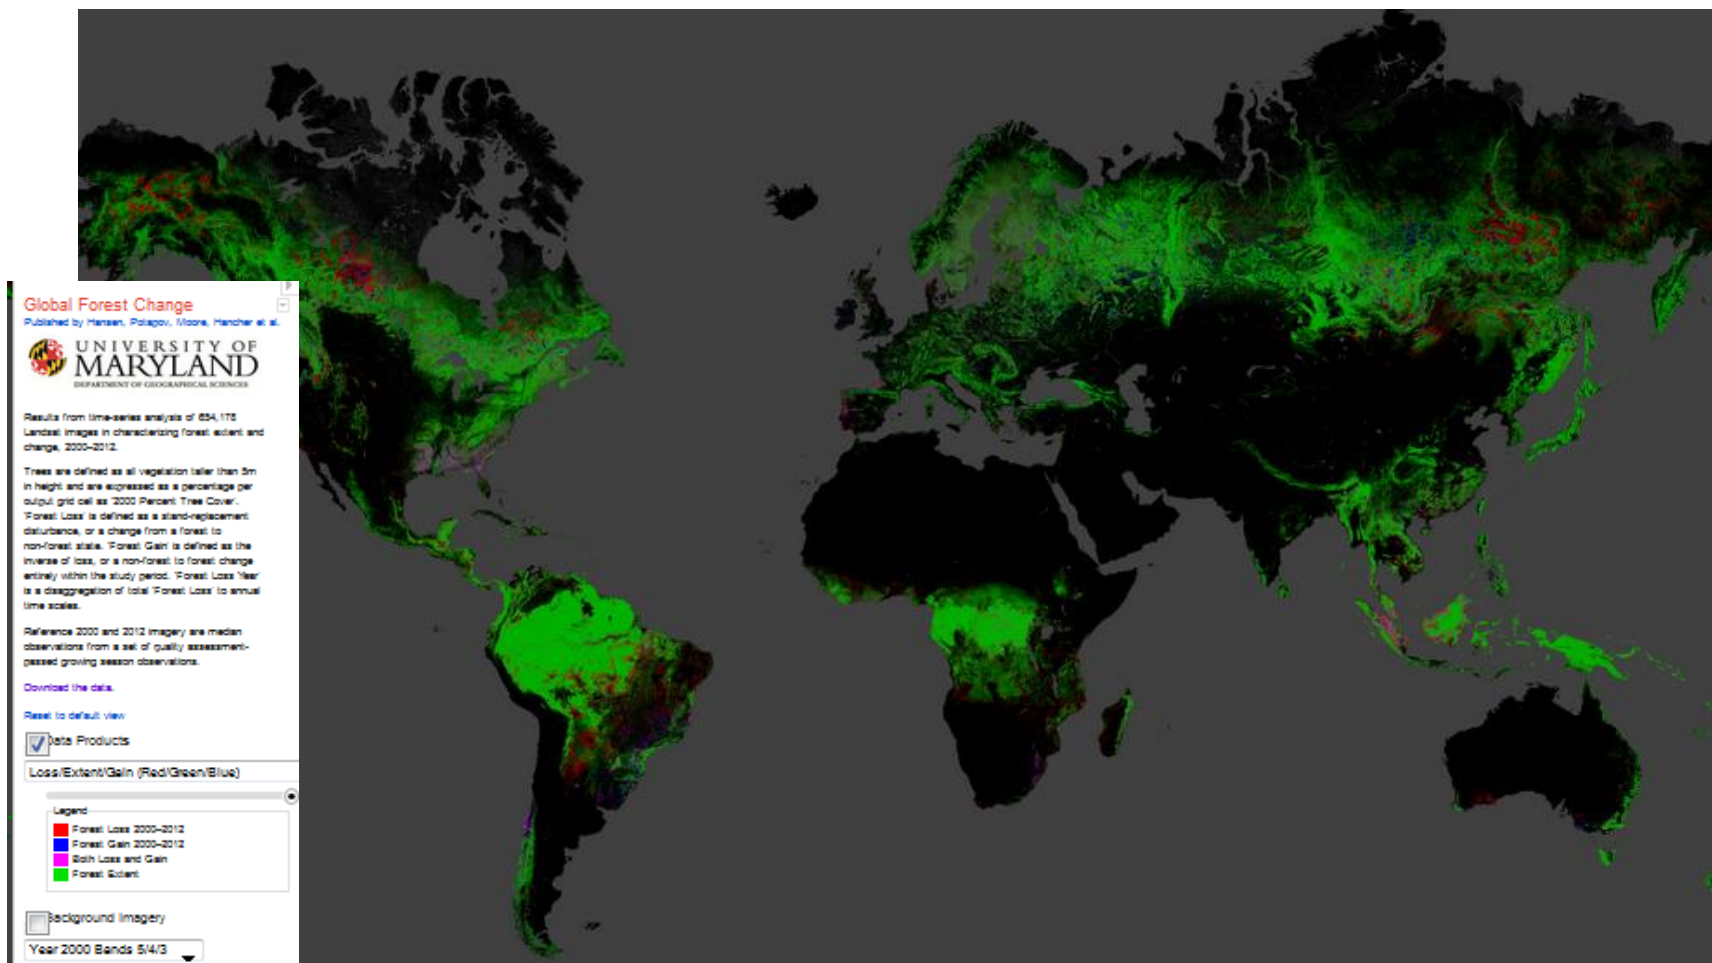 Global Forest Change
Published by Hansen, Potapov, Moore, Hancher et al.
UNIVERSITY OF
MARYLAND
DEPARTMENT OF GEOGRAPHICAL SCIENCES
Results from time-series analysis of 654,178
Landsat images in characterizing forest extent and
change, 2000–2012.
Trees are defined as all vegetation taller than 5m
in height and are expressed as a percentage per
output grid cell as '2000 Percent Tree Cover'.
'Forest Loss' is defined as a stand-replacement
disturbance, or a change from a forest to
non-forest state. 'Forest Gain' is defined as the
inverse of loss, or a non-forest to forest change
entirely within the study period. 'Forest Loss Year'
is a disaggregation of total 'Forest Loss' to annual
time scales.
Reference 2000 and 2012 imagery are median
observations from a set of quality assessment-
passed growing season observations.
Download the data.
Reset to default view
Data Products
Loss/Extent/Gain (Red/Green/Blue)
Legend
Forest Loss 2000–2012
Forest Gain 2000–2012
Both Loss and Gain
Forest Extent
Background Imagery
Year 2000 Bands 5/4/3